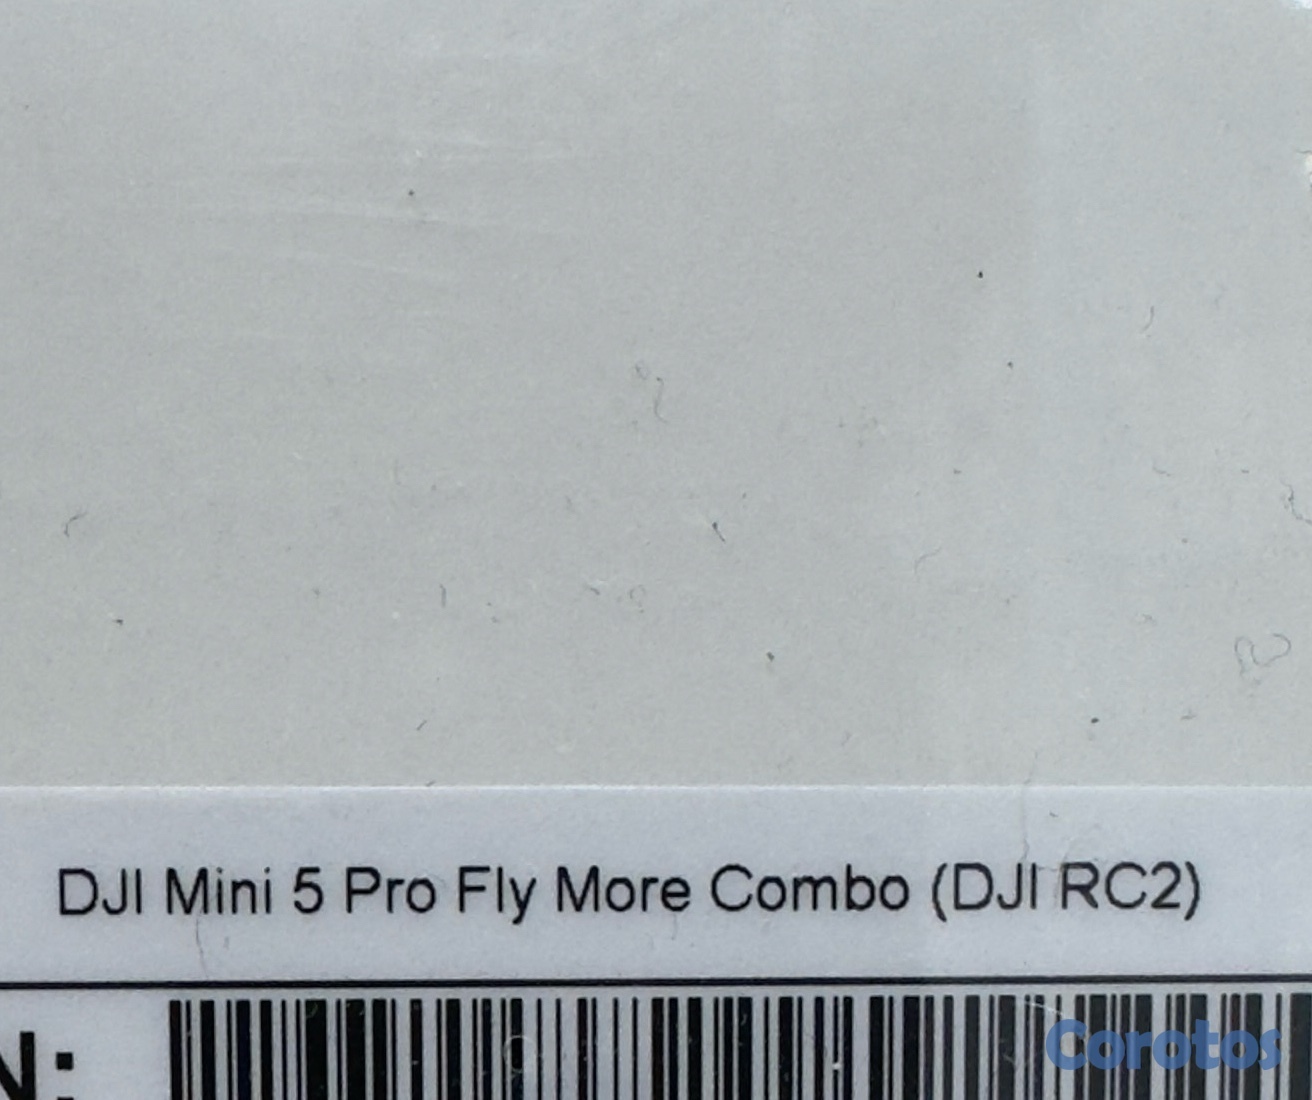 DJI Mini 5 Pro Fly More Combo (DJI RC2)
N:
Corotos